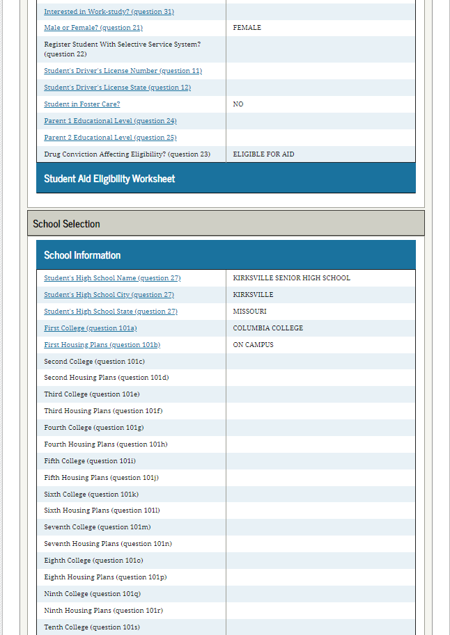 Interested in Work-study? (question 31)
Male or Female? (question 21) FEMALE
Register Student With Selective Service System?
(question 22)
Student's Driver's License Number (question 11)
Student's Driver's License State (question 12)
Student in Foster Care? NO
Parent 1 Educational Level (question 24)
Parent 2 Educational Level (question 25)
Drug Conviction Affecting Eligibility? (question 23) ELIGIBLE FOR AID
Student Aid Eligibility Worksheet
School Selection
School Information
Student's High School Name (question 27) KIRKSVILLE SENIOR HIGH SCHOOL
Student's High School City (question 27) KIRKSVILLE
Student's High School State (question 27) MISSOURI
First College (question 101a) COLUMBIA COLLEGE
First Housing Plans (question 101b) ON CAMPUS
Second College (question 101c)
Second Housing Plans (question 101d)
Third College (question 101e)
Third Housing Plans (question 101f)
Fourth College (question 101g)
Fourth Housing Plans (question 101h)
Fifth College (question 101i)
Fifth Housing Plans (question 101j)
Sixth College (question 101k)
Sixth Housing Plans (question 101l)
Seventh College (question 101m)
Seventh Housing Plans (question 101n)
Eighth College (question 101o)
Eighth Housing Plans (question 101p)
Ninth College (question 101q)
Ninth Housing Plans (question 101r)
Tenth College (question 101s)